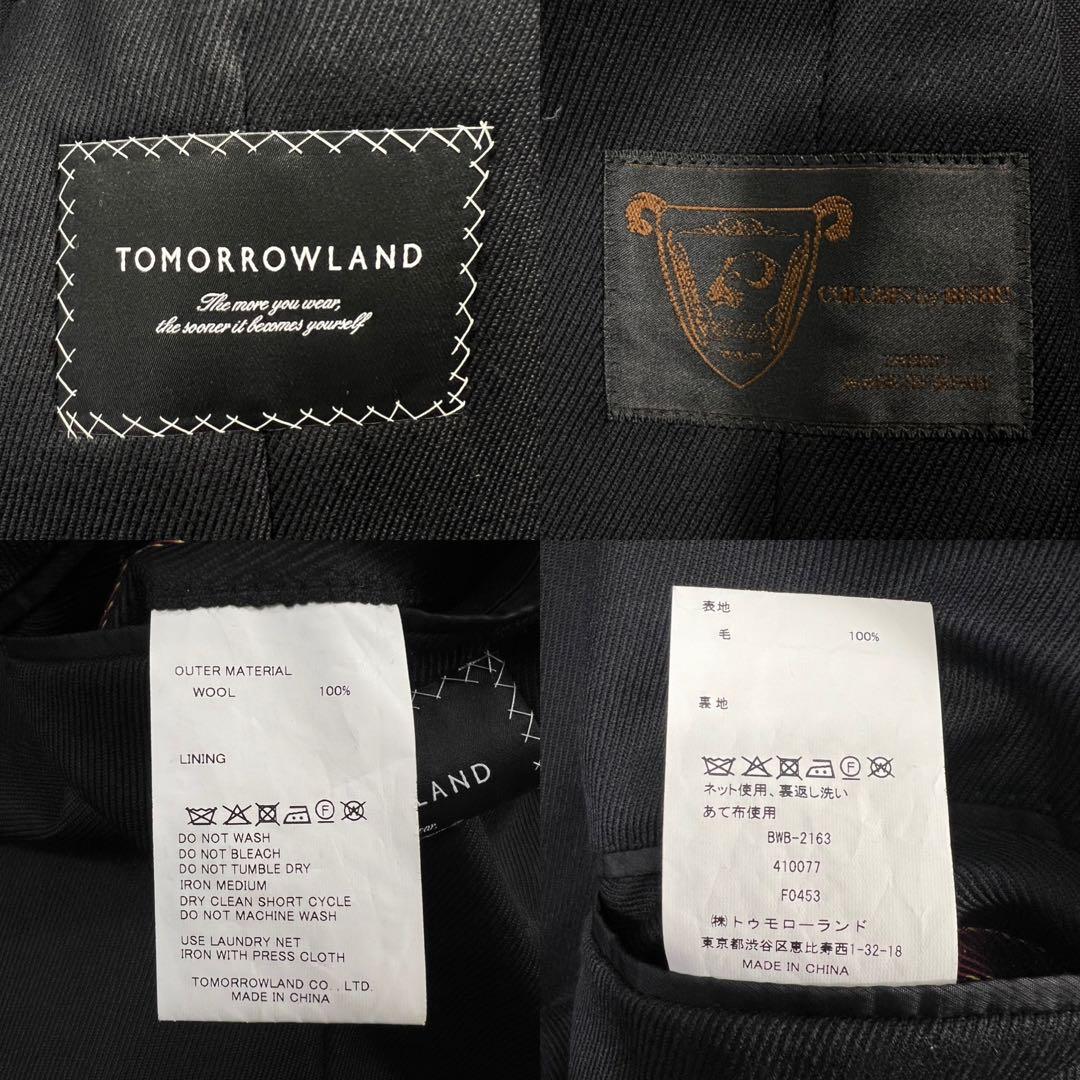 TOMORROWLAND
The more you wear,
the sooner it becomes yourself
OUTER MATERIAL
WOOL 100%
LINING
DO NOT WASH
DO NOT BLEACH
DO NOT TUMBLE DRY
IRON MEDIUM
DRY CLEAN SHORT CYCLE
DO NOT MACHINE WASH
USE LAUNDRY NET
IRON WITH PRESS CLOTH
TOMORROWLAND CO., LTD.
MADE IN CHINA
表地
毛 100%
裏地
ネット使用、裏返し洗い
あて布使用
BWB-2163
410077
F0453
㈱トゥモローランド
東京都渋谷区恵比寿西1-32-18
MADE IN CHINA